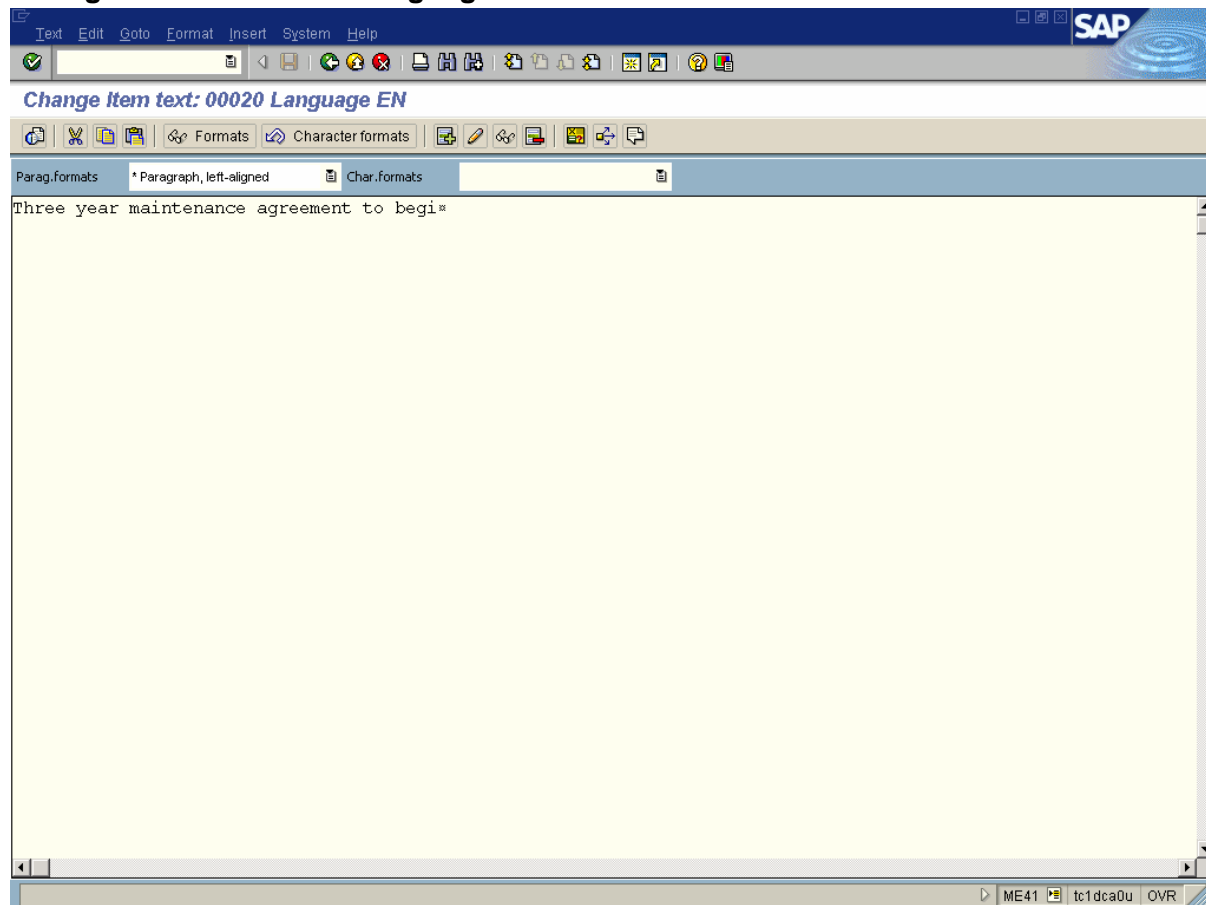 Text Edit Goto Format Insert System Help
SAP
Change Item text: 00020 Language EN
Formats Character formats
Parag.formats * Paragraph, left-aligned Char.formats
Three year maintenance agreement to begi¤
ME41 tc1dca0u OVR